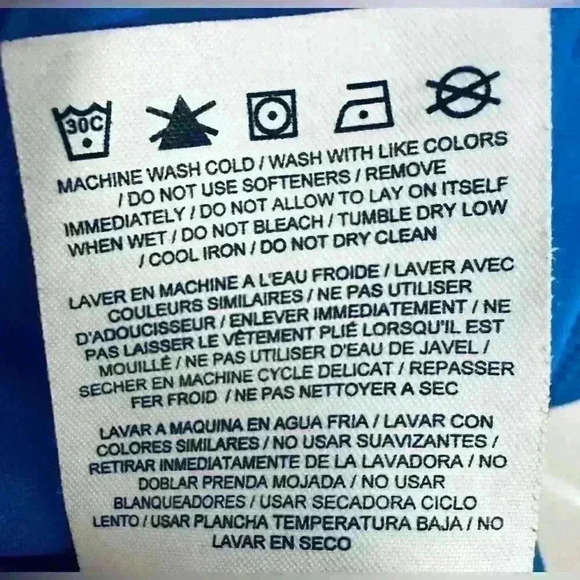 30C
MACHINE WASH COLD / WASH WITH LIKE COLORS
/ DO NOT USE SOFTENERS / REMOVE
IMMEDIATELY / DO NOT ALLOW TO LAY ON ITSELF
WHEN WET / DO NOT BLEACH / TUMBLE DRY LOW
/ COOL IRON / DO NOT DRY CLEAN
LAVER EN MACHINE A L'EAU FROIDE / LAVER AVEC
COULEURS SIMILAIRES / NE PAS UTILISER
D'ADOUCISSEUR / ENLEVER IMMEDIATEMENT / NE
PAS LAISSER LE VÊTEMENT PLIÉ LORSQU'IL EST
MOUILLÉ / NE PAS UTILISER D'EAU DE JAVEL /
SECHER EN MACHINE CYCLE DELICAT / REPASSER
FER FROID / NE PAS NETTOYER A SEC
LAVAR A MAQUINA EN AGUA FRIA / LAVAR CON
COLORES SIMILARES / NO USAR SUAVIZANTES /
RETIRAR INMEDIATAMENTE DE LA LAVADORA / NO
DOBLAR PRENDA MOJADA / NO USAR
BLANQUEADORES / USAR SECADORA CICLO
LENTO / USAR PLANCHA TEMPERATURA BAJA / NO
LAVAR EN SECO